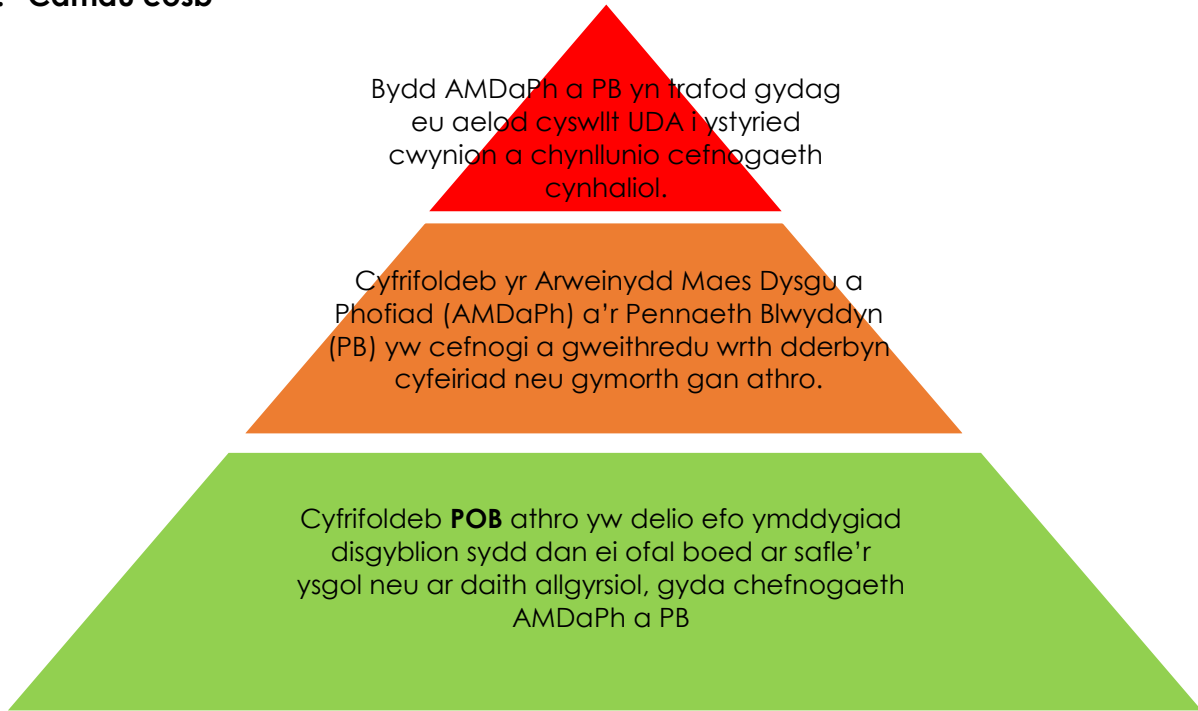 Camau cosb
Bydd AMDaPh a PB yn trafod gydag
eu aelod cyswllt UDA i ystyried
cwynion a chynllunio cefnogaeth
cynhaliol.
Cyfrifoldeb yr Arweinydd Maes Dysgu a
Phofiad (AMDaPh) a’r Pennaeth Blwyddyn
(PB) yw cefnogi a gweithredu wrth dderbyn
cyfeiriad neu gymorth gan athro.
Cyfrifoldeb POB athro yw delio efo ymddygiad
disgyblion sydd dan ei ofal boed ar safle’r
ysgol neu ar daith allgyrsiol, gyda chefnogaeth
AMDaPh a PB